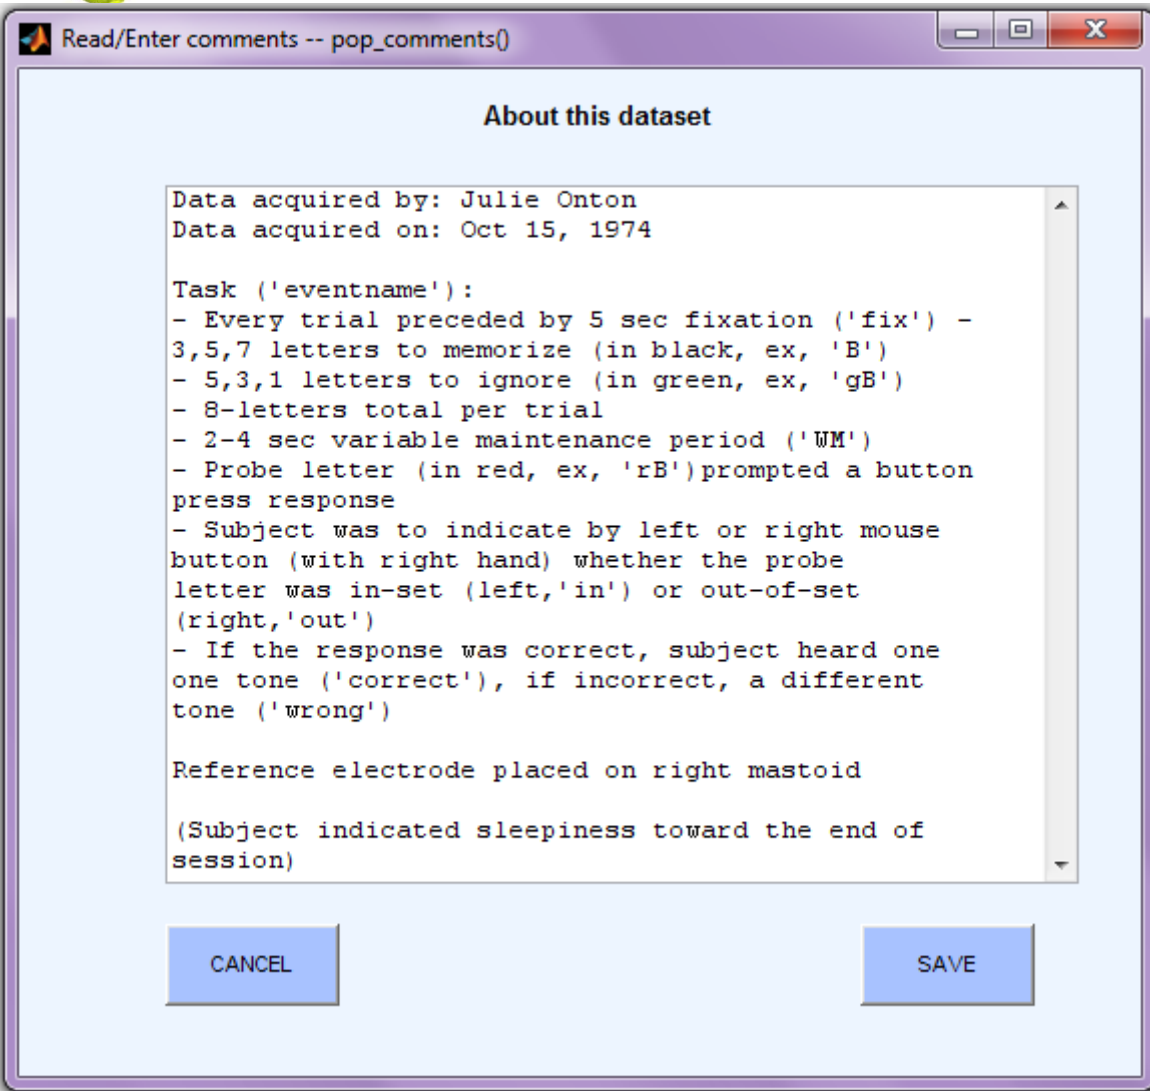 Read/Enter comments -- pop_comments()
About this dataset
Data acquired by: Julie Onton
Data acquired on: Oct 15, 1974
Task ('eventname'):
- Every trial preceded by 5 sec fixation ('fix') -
3,5,7 letters to memorize (in black, ex, 'B')
- 5,3,1 letters to ignore (in green, ex, 'gB')
- 8-letters total per trial
- 2-4 sec variable maintenance period ('WM')
- Probe letter (in red, ex, 'rB')prompted a button
press response
- Subject was to indicate by left or right mouse
button (with right hand) whether the probe
letter was in-set (left,'in') or out-of-set
(right,'out')
- If the response was correct, subject heard one
one tone ('correct'), if incorrect, a different
tone ('wrong')
Reference electrode placed on right mastoid
(Subject indicated sleepiness toward the end of
session)
CANCEL
SAVE